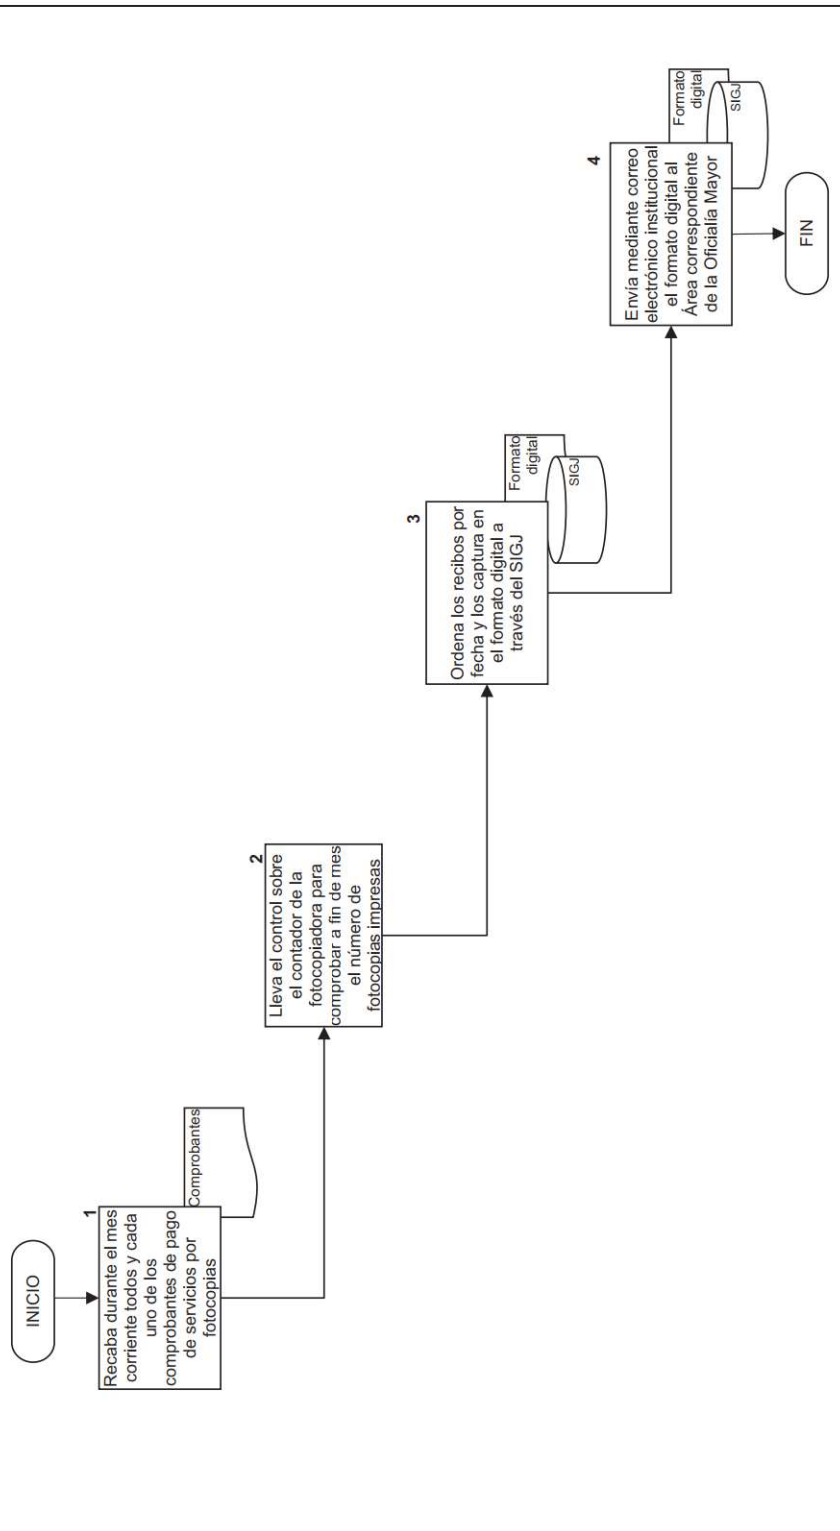 INICIO
1
Recaba durante el mes
corriente todos y cada
uno de los
comprobantes de pago
de servicios por
fotocopias
Comprobantes
2
Lleva el control sobre
el contador de la
fotocopiadora para
comprobar a fin de mes
el número de
fotocopias impresas
3
Ordena los recibos por
fecha y los captura en
el formato digital a
través del SIGJ
Formato
digital
SIGJ
4
Envía mediante correo
electrónico institucional
el formato digital al
Área correspondiente
de la Oficialía Mayor
Formato
digital
SIGJ
FIN